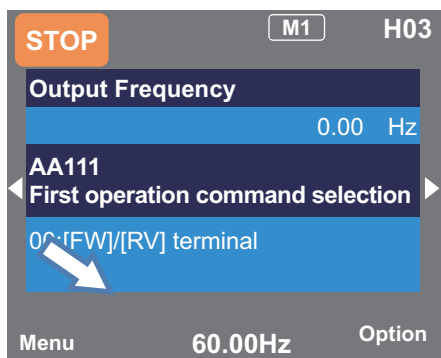 STOP M1 H03
Output Frequency
0.00 Hz
AA111
First operation command selection
00:[FW]/[RV] terminal
Menu 60.00Hz Option